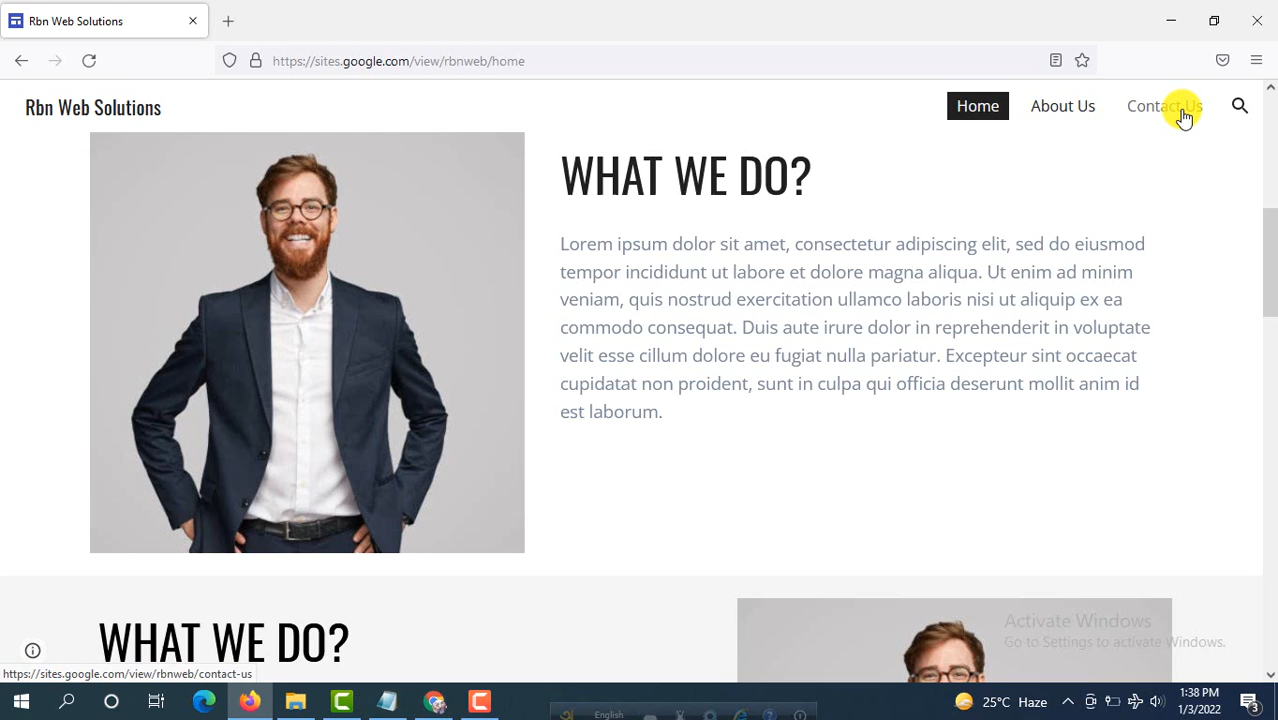 Rbn Web Solutions
https://sites.google.com/view/rbnweb/home
Rbn Web Solutions
Home
About Us
Contact Us
WHAT WE DO?
Lorem ipsum dolor sit amet, consectetur adipiscing elit, sed do eiusmod
tempor incididunt ut labore et dolore magna aliqua. Ut enim ad minim
veniam, quis nostrud exercitation ullamco laboris nisi ut aliquip ex ea
commodo consequat. Duis aute irure dolor in reprehenderit in voluptate
velit esse cillum dolore eu fugiat nulla pariatur. Excepteur sint occaecat
cupidatat non proident, sunt in culpa qui officia deserunt mollit anim id
est laborum.
WHAT WE DO?
Activate Windows
Go to Settings to activate Windows.
https://sites.google.com/view/rbnweb/contact-us
25°C Haze
1:38 PM
1/3/2022
3
English